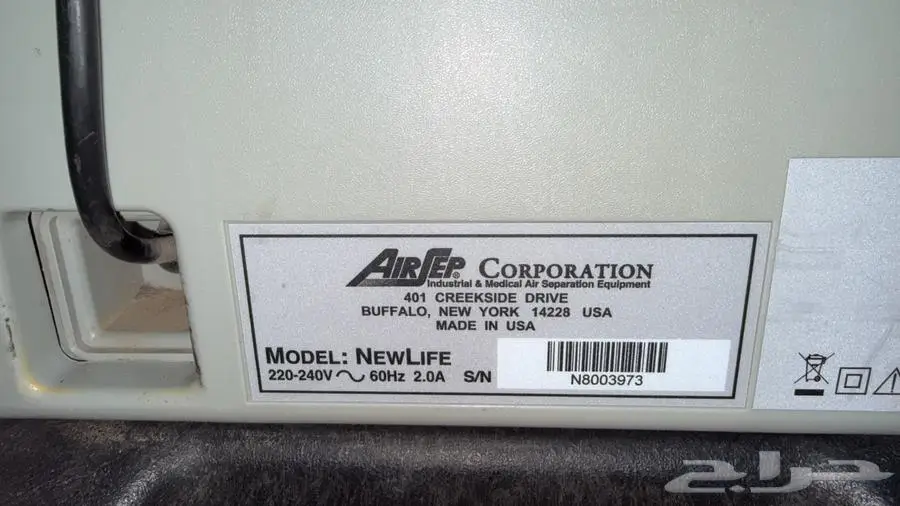 AIRSEP® CORPORATION
Industrial & Medical Air Separation Equipment
401 CREEKSIDE DRIVE
BUFFALO, NEW YORK 14228 USA
MADE IN USA
MODEL: NEWLIFE
220-240V 60Hz 2.0A S/N
N8003973
حراج